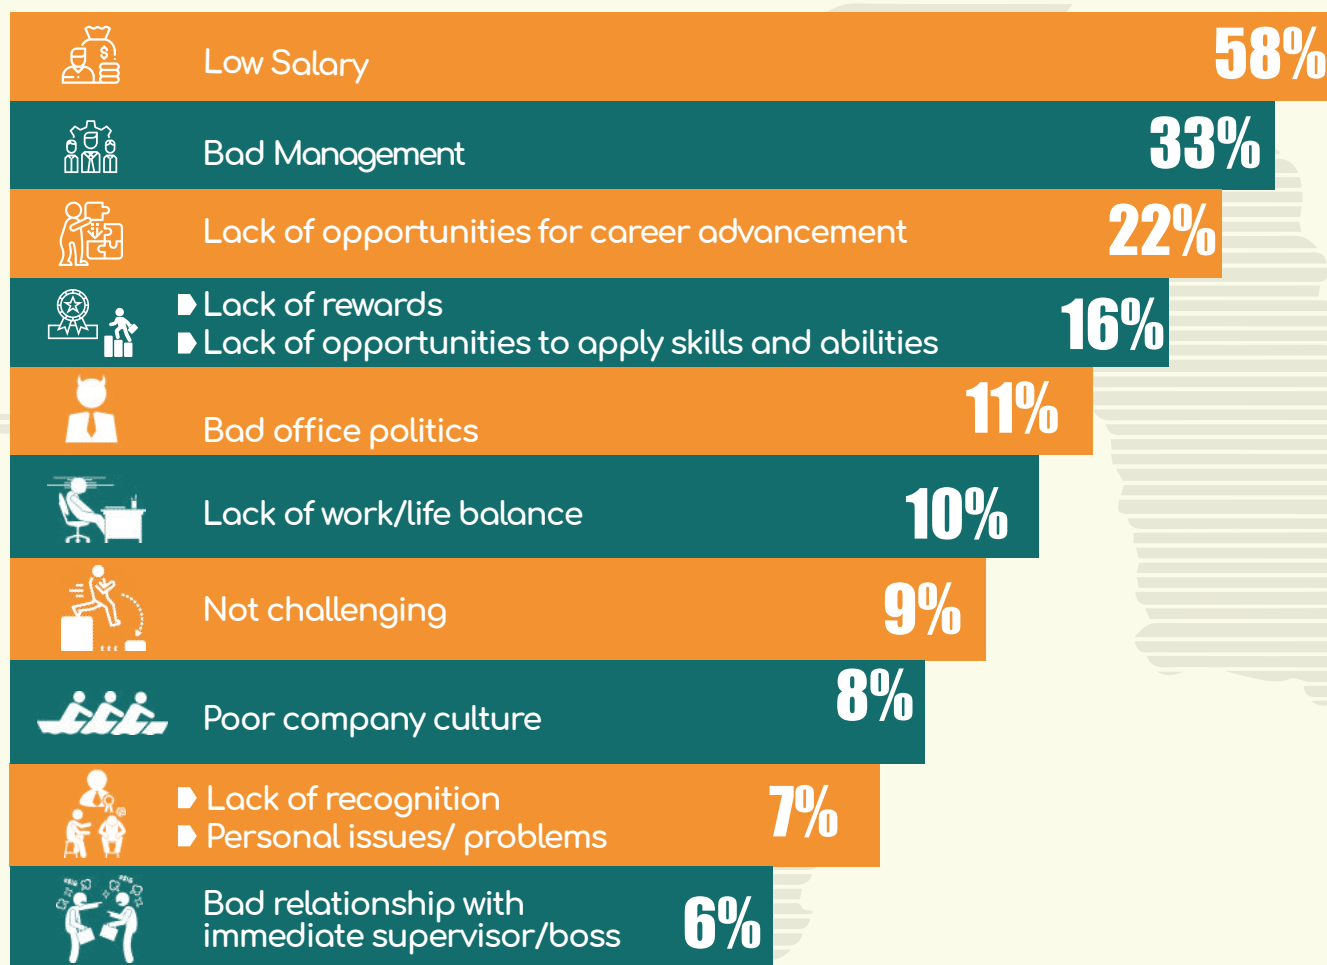 Low Salary
58%
Bad Management
33%
Lack of opportunities for career advancement
22%
Lack of rewards
Lack of opportunities to apply skills and abilities
16%
Bad office politics
11%
Lack of work/life balance
10%
Not challenging
9%
Poor company culture
8%
Lack of recognition
Personal issues/ problems
7%
Bad relationship with
immediate supervisor/boss
6%